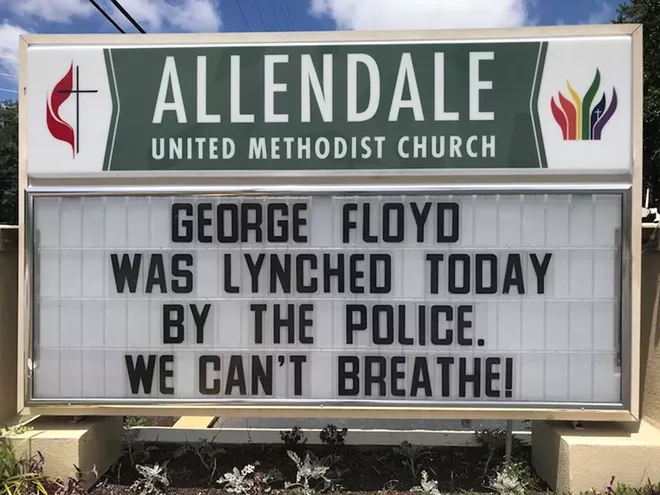 ALLENDALE
UNITED METHODIST CHURCH
GEORGE FLOYD
WAS LYNCHED TODAY
BY THE POLICE.
WE CAN'T BREATHE!